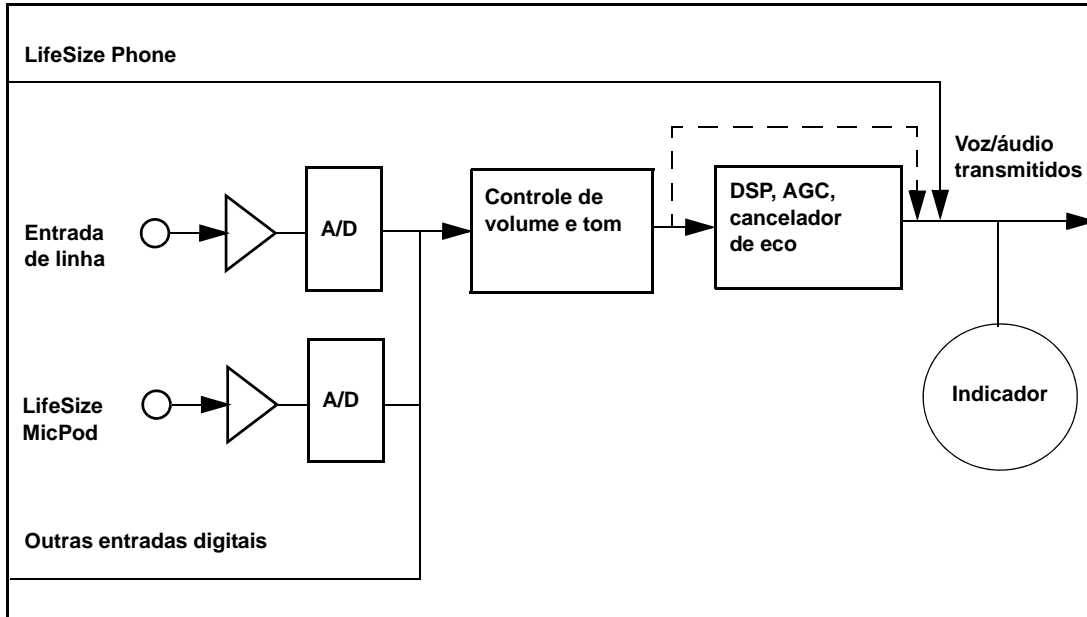 LifeSize Phone
Voz/áudio
transmitidos
Entrada
de linha
A/D
Controle de
volume e tom
DSP, AGC,
cancelador
de eco
LifeSize
MicPod
A/D
Indicador
Outras entradas digitais